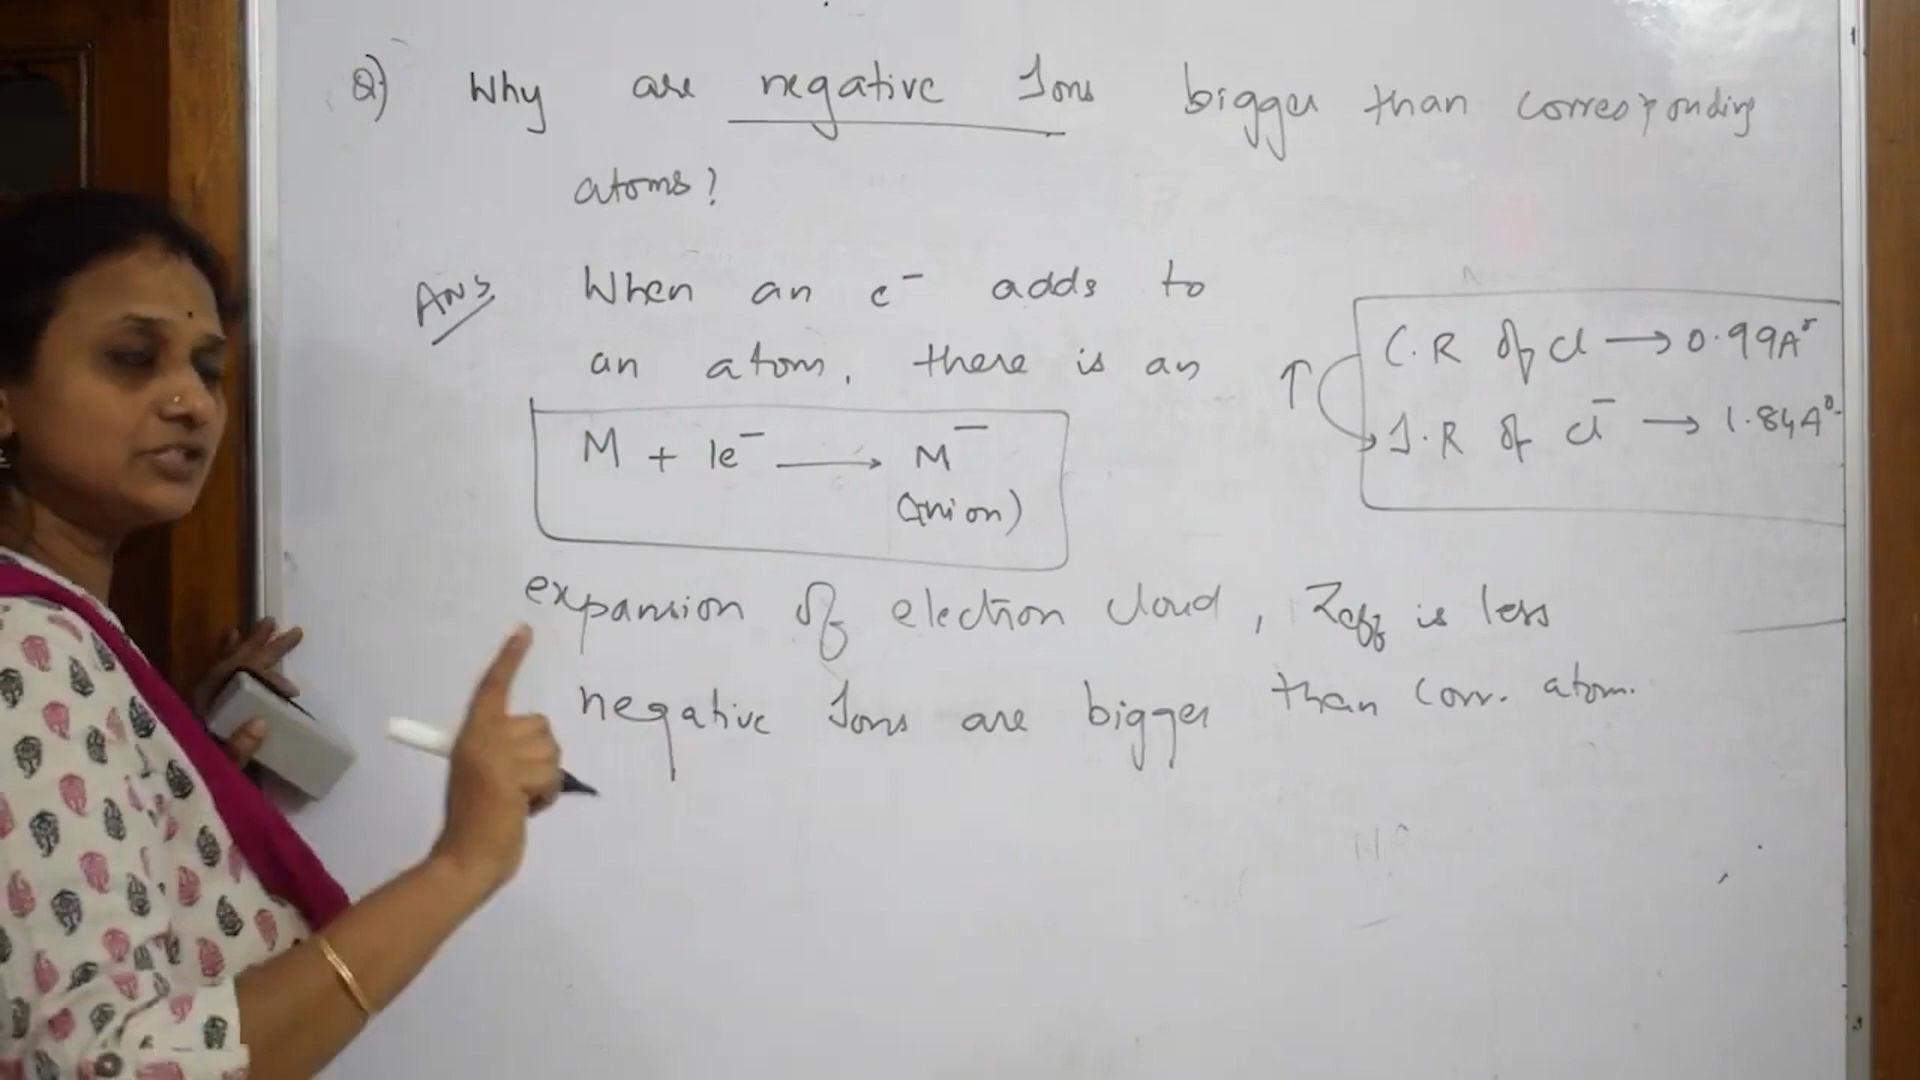 Q) Why are negative Ions bigger than corresponding
atoms?
Ans When an e⁻ adds to
an atom, there is an
M + 1e⁻ ⟶ M⁻
(Anion)
expansion of electron cloud, Zeff is less
negative Ions are bigger than corr. atom.
↑
C.R of Cl → 0.99A°
I.R of Cl⁻ → 1.84A°